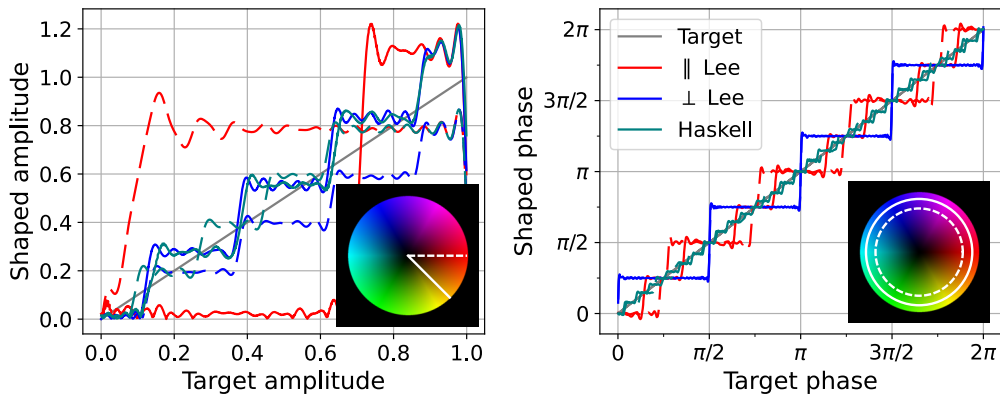 Shaped amplitude
1.2
1.0
0.8
0.6
0.4
0.2
0.0
0.0 0.2 0.4 0.6 0.8 1.0
Target amplitude
Shaped phase
2π
3π/2
π
π/2
0
0 π/2 π 3π/2 2π
Target phase
Target
∥ Lee
⊥ Lee
Haskell